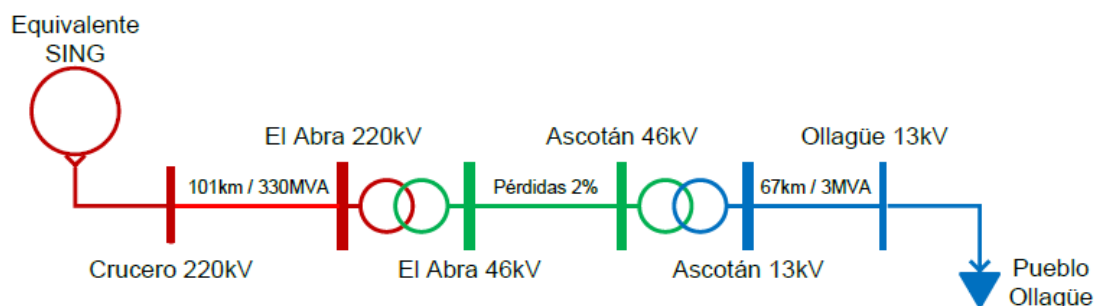 Equivalente
SING
El Abra 220kV
Ascotán 46kV
Ollagüe 13kV
101km / 330MVA
Pérdidas 2%
67km / 3MVA
Crucero 220kV
El Abra 46kV
Ascotán 13kV
Pueblo
Ollagüe